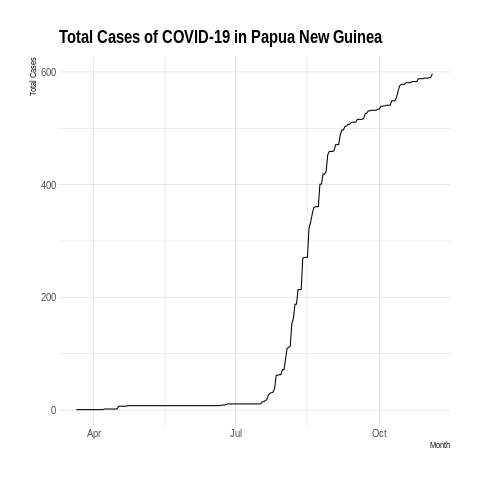 Total Cases of COVID-19 in Papua New Guinea
Total Cases
600
400
200
0
Apr
Jul
Oct
Month